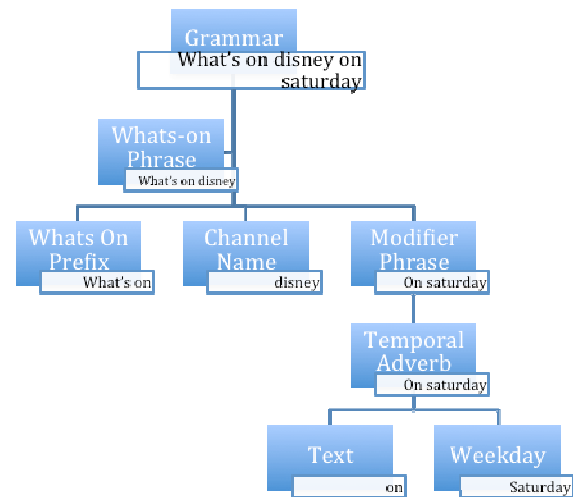 Grammar
What's on disney on
saturday
Whats-on
Phrase
What's on disney
Whats On
Prefix
What's on
Channel
Name
disney
Modifier
Phrase
On saturday
Temporal
Adverb
On saturday
Text
on
Weekday
Saturday